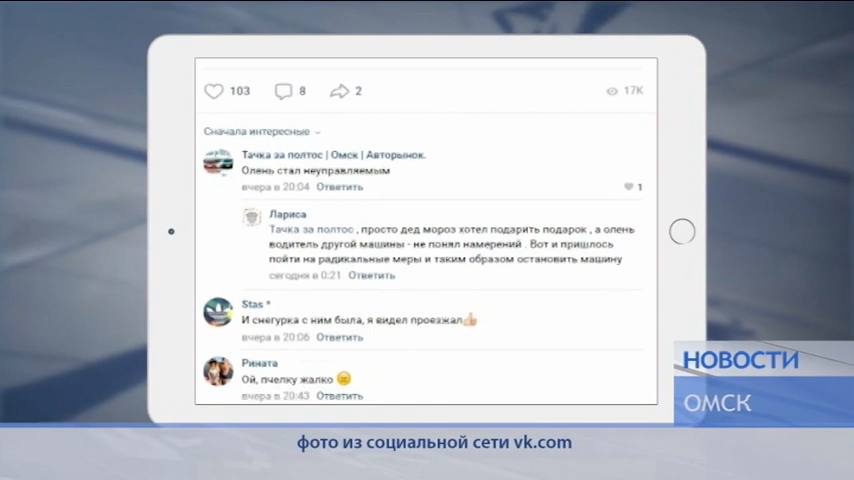 103 8 2 17K
Сначала интересные
Тачка за полтос | Омск | Авторынок.
Олень стал неуправляемым
вчера в 20:04 Ответить 1
Лариса
Тачка за полтос , просто дед мороз хотел подарить подарок , а олень
водитель другой машины - не понял намерений . Вот и пришлось
пойти на радикальные меры и таким образом остановить машину
сегодня в 0:21 Ответить
Stas *
И снегурка с ним была, я видел проезжал👍
вчера в 20:06 Ответить
Рината
Ой, пчелку жалко 😔
вчера в 20:43 Ответить
НОВОСТИ
ОМСК
фото из социальной сети vk.com